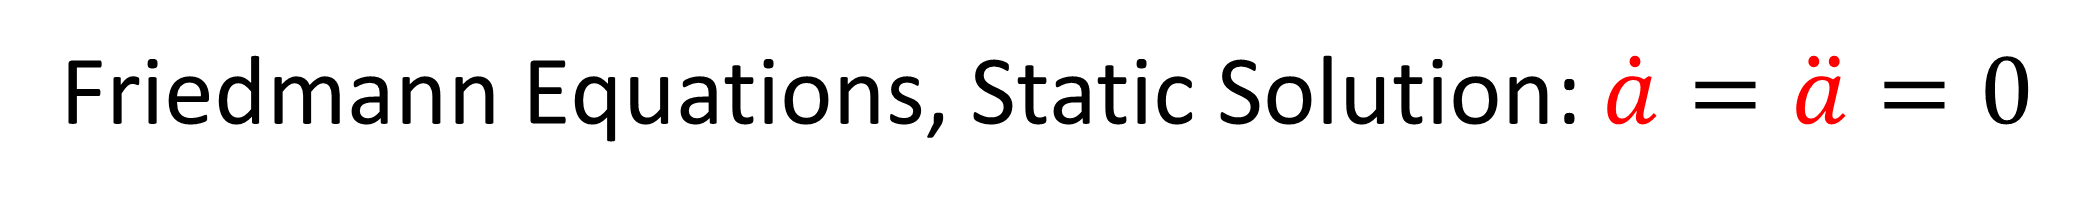 Friedmann Equations, Static Solution: ȧ = ä = 0